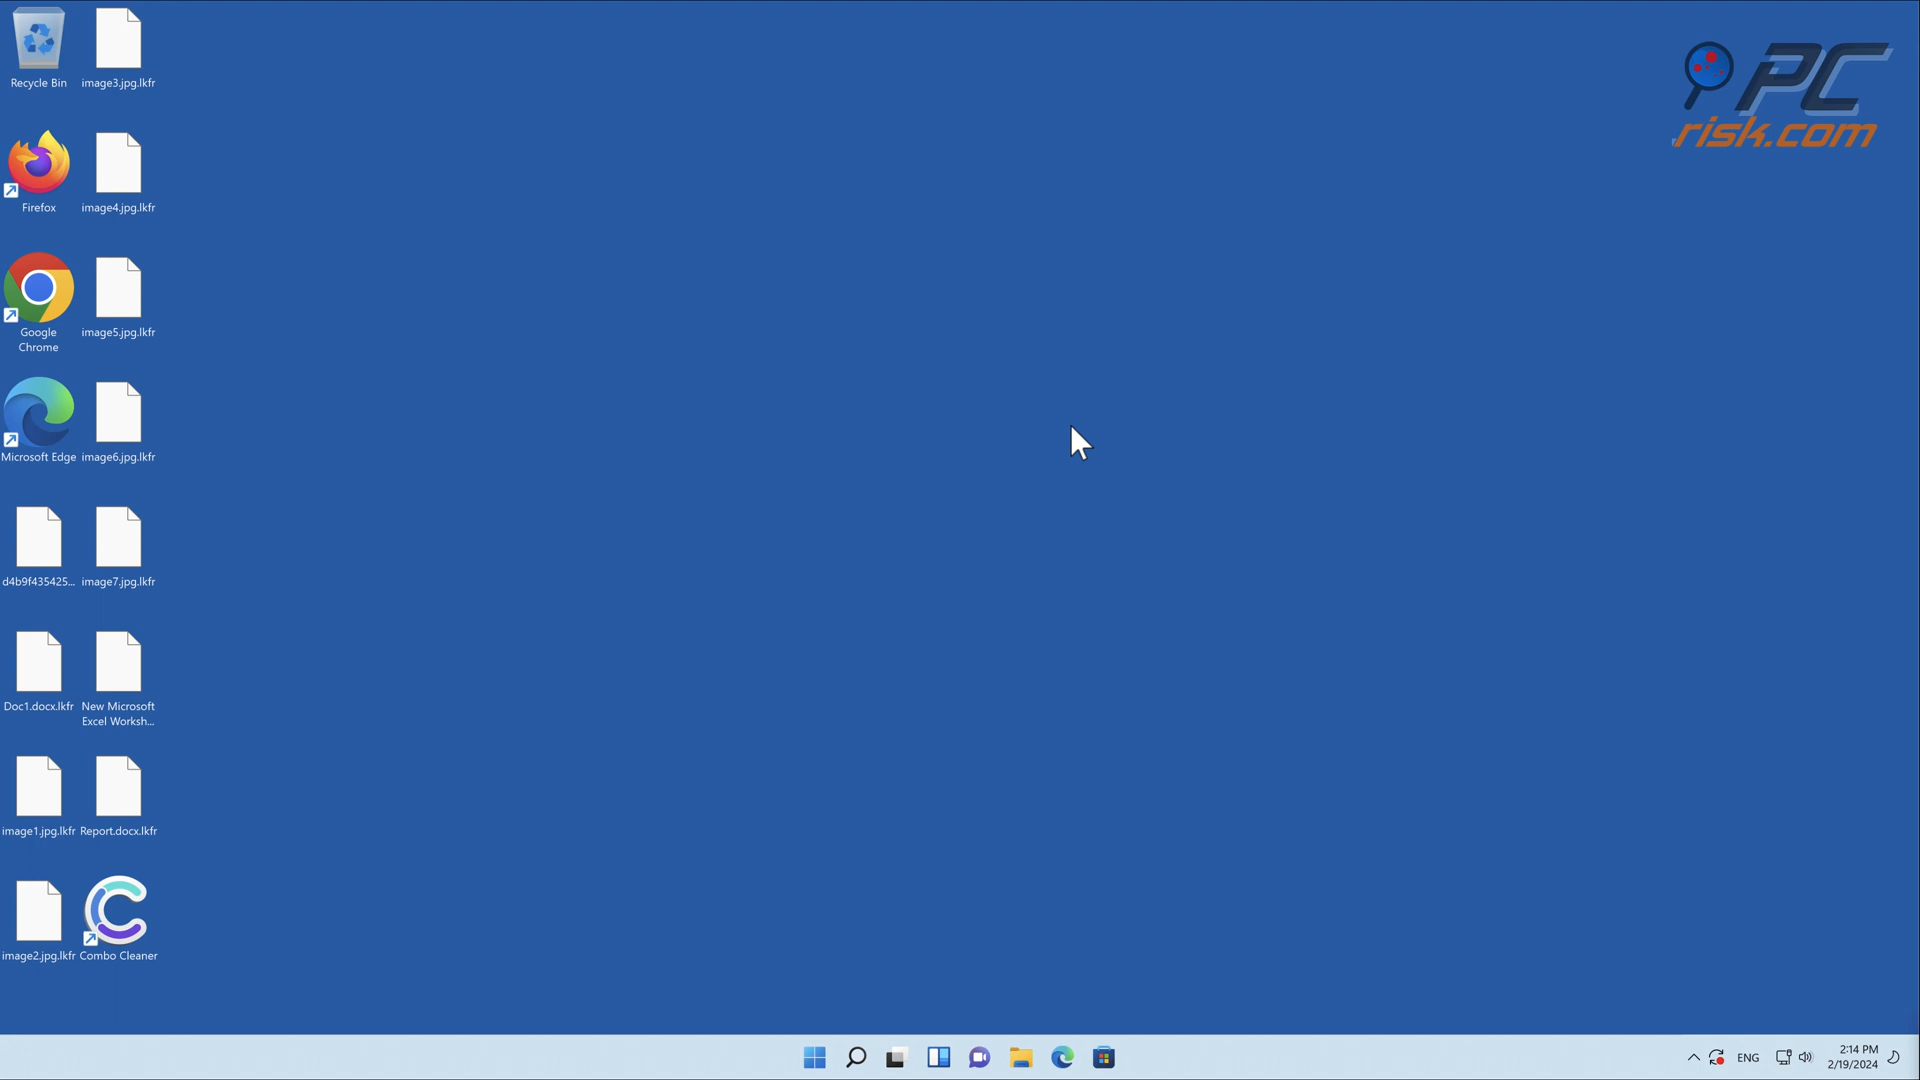 Recycle Bin
image3.jpg.lkfr
Firefox
image4.jpg.lkfr
Google
Chrome
image5.jpg.lkfr
Microsoft Edge
image6.jpg.lkfr
d4b9f435425...
image7.jpg.lkfr
Doc1.docx.lkfr
New Microsoft
Excel Worksh...
image1.jpg.lkfr
Report.docx.lkfr
image2.jpg.lkfr
Combo Cleaner
PC
risk.com
ENG
2:14 PM
2/19/2024